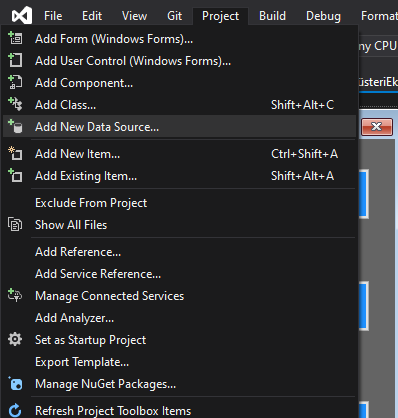 File Edit View Git Project Build Debug Format
Add Form (Windows Forms)...
Add User Control (Windows Forms)... ny CPU
Add Component...
Add Class... Shift+Alt+C
Add New Data Source...
Add New Item... Ctrl+Shift+A
Add Existing Item... Shift+Alt+A
Exclude From Project
Show All Files
Add Reference...
Add Service Reference...
Manage Connected Services
Add Analyzer...
Set as Startup Project
Export Template...
Manage NuGet Packages...
Refresh Project Toolbox Items